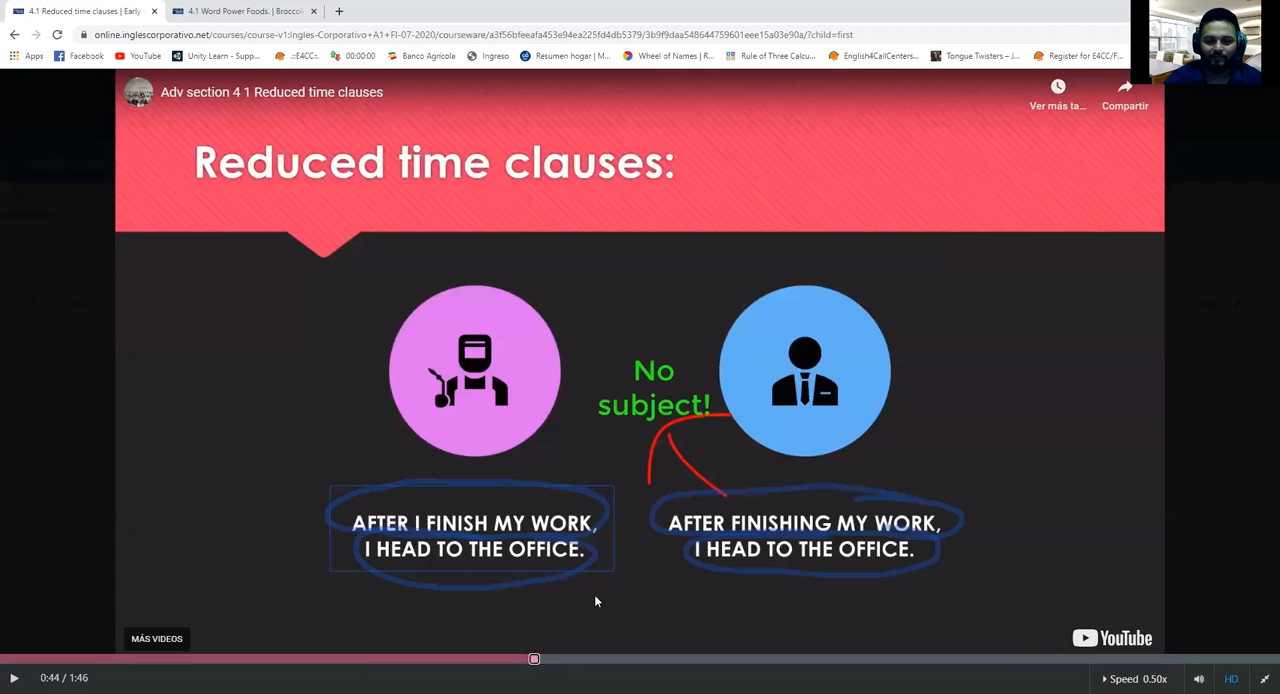 4.1 Reduced time clauses | Early
4.1 Word Power Foods. | Broccol
online.inglescorporativo.net/courses/course-v1:Ingles-Corporativo+A1+FI-07-2020/courseware/a3f56bfeefa453e94ea225fd4db5379/3b9f9daa548644759601eee15a03e90a/?child=first
Apps Facebook YouTube Unity Learn - Supp... .::E4CC:. 00:00:00 Banco Agrícola Ingreso Resumen hogar | M... Wheel of Names | R... Rule of Three Calcu... English4CallCenters... Tongue Twisters – J... Register for E4CC/F...
Adv section 4 1 Reduced time clauses
Ver más ta... Compartir
Reduced time clauses:
No
subject!
AFTER I FINISH MY WORK,
I HEAD TO THE OFFICE.
AFTER FINISHING MY WORK,
I HEAD TO THE OFFICE.
MÁS VIDEOS
YouTube
0:44 / 1:46
Speed 0.50x
HD